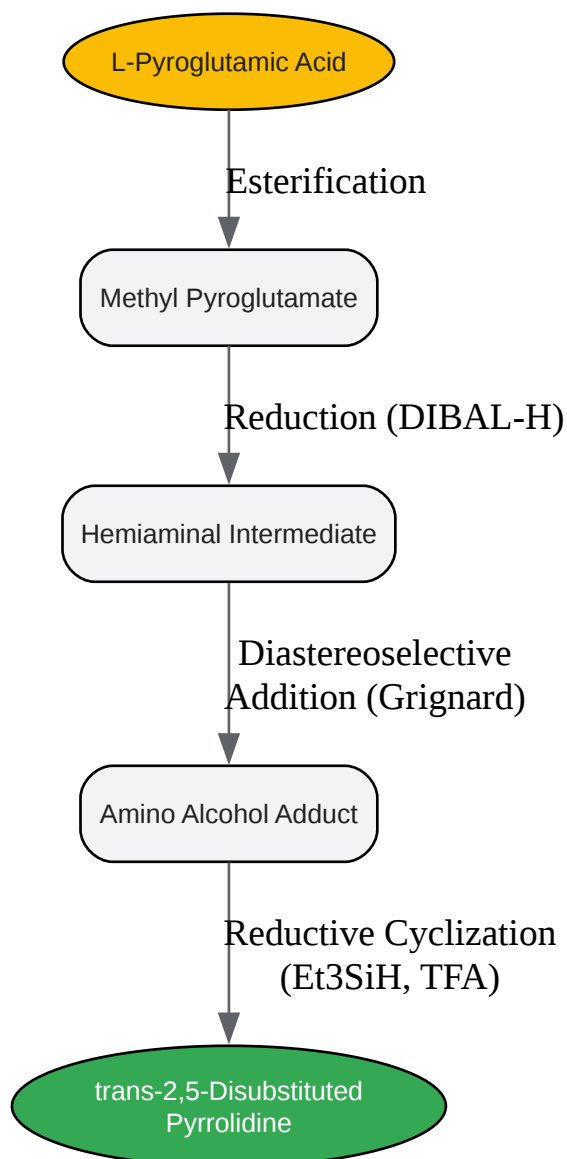 L-Pyroglutamic Acid
Esterification
Methyl Pyroglutamate
Reduction (DIBAL-H)
Hemiaminal Intermediate
Diastereoselective
Addition (Grignard)
Amino Alcohol Adduct
Reductive Cyclization
(Et3SiH, TFA)
trans-2,5-Disubstituted
Pyrrolidine